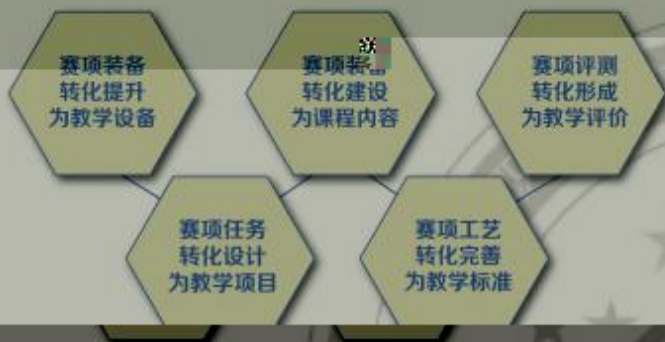 赛项装备
转化提升
为教学设备
赛项装
转化建设
为课程内容
赛项评测
转化形成
为教学评价
赛项任务
转化设计
为教学项目
赛项工艺
转化完善
为教学标准